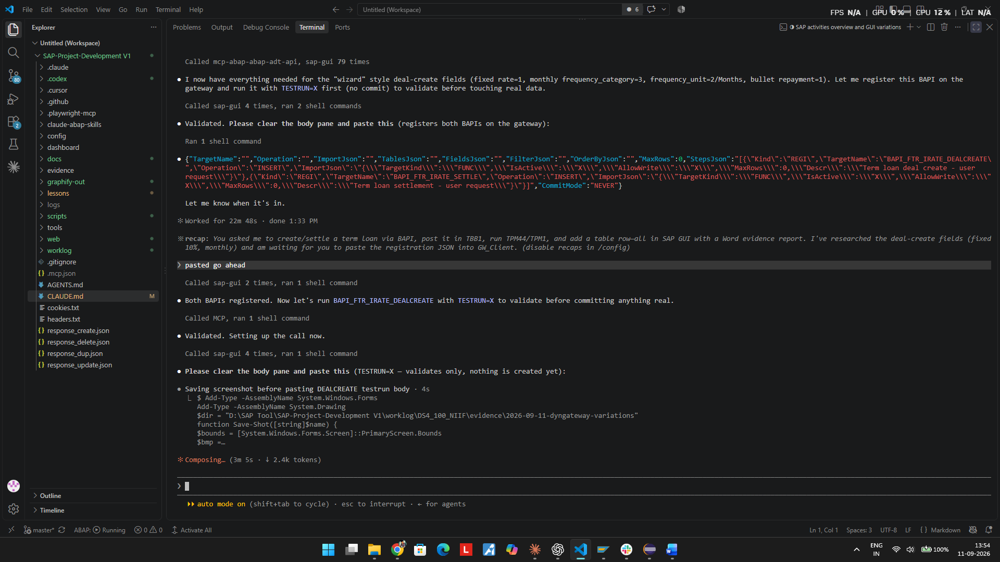 File Edit Selection View Go Run Terminal Help
Untitled (Workspace)
6
FPS N/A | GPU 0% | CPU 12% | LAT N/A
Explorer
Problems Output Debug Console Terminal Ports
SAP activities overview and GUI variations
Untitled (Workspace)
SAP-Project-Development V1
.claude
.codex
.cursor
.github
.playwright-mcp
claude-abap-skills
config
dashboard
docs
evidence
graphify-out
lessons
logs
scripts
tools
web
worklog
.gitignore
.mcp.json
AGENTS.md
CLAUDE.md M
cookies.txt
headers.txt
response_create.json
response_delete.json
response_dup.json
response_update.json
80
2
Outline
Timeline
Called mcp-abap-abap-adt-api, sap-gui 79 times
● I now have everything needed for the "wizard" style deal-create fields (fixed rate=1, monthly frequency_category=3, frequency_unit=2/Months, bullet repayment=1). Let me register this BAPI on the
gateway and run it with TESTRUN=X first (no commit) to validate before touching real data.
Called sap-gui 4 times, ran 2 shell commands
● Validated. Please clear the body pane and paste this (registers both BAPIs on the gateway):
Ran 1 shell command
● {"TargetName":"","Operation":"","ImportJson":"","TablesJson":"","FieldsJson":"","FilterJson":"","OrderByJson":"","MaxRows":0,"StepsJson":"[{\"Kind\":\"REGI\",\"TargetName\":\"BAPI_FTR_IRATE_DEALCREATE\
",\"Operation\":\"INSERT\",\"ImportJson\":\"{\\\"TargetKind\\\":\\\"FUNC\\\",\\\"IsActive\\\":\\\"X\\\",\\\"AllowWrite\\\":\\\"X\\\",\\\"MaxRows\\\":0,\\\"Descr\\\":\\\"Term loan deal create - user
request\\\"}\"},{\"Kind\":\"REGI\",\"TargetName\":\"BAPI_FTR_IRATE_SETTLE\",\"Operation\":\"INSERT\",\"ImportJson\":\"{\\\"TargetKind\\\":\\\"FUNC\\\",\\\"IsActive\\\":\\\"X\\\",\\\"AllowWrite\\\":\\\"
X\\\",\\\"MaxRows\\\":0,\\\"Descr\\\":\\\"Term loan settlement - user request\\\"}\"}]","CommitMode":"NEVER"}
Let me know when it's in.
✻ Worked for 22m 48s · done 1:33 PM
※ recap: You asked me to create/settle a term loan via BAPI, post it in TBB1, run TPM44/TPM1, and add a table row—all in SAP GUI with a Word evidence report. I've researched the deal-create fields (fixed
10%, monthly) and am waiting for you to paste the registration JSON into GW_Client. (disable recaps in /config)
❯ pasted go ahead
Called sap-gui 2 times, ran 1 shell command
● Both BAPIs registered. Now let's run BAPI_FTR_IRATE_DEALCREATE with TESTRUN=X to validate before committing anything real.
Called MCP, ran 1 shell command
● Validated. Setting up the call now.
Called sap-gui 4 times, ran 1 shell command
● Please clear the body pane and paste this (TESTRUN=X — validates only, nothing is created yet):
● Saving screenshot before pasting DEALCREATE testrun body · 4s
⎿ $ Add-Type -AssemblyName System.Windows.Forms
Add-Type -AssemblyName System.Drawing
$dir = "D:\SAP Tool\SAP-Project-Development V1\worklog\DS4_100_NIIF\evidence\2026-09-11-dyngateway-variations"
function Save-Shot([string]$name) {
$bounds = [System.Windows.Forms.Screen]::PrimaryScreen.Bounds
$bmp =…
✻ Composing… (3m 5s · ↓ 2.4k tokens)
❯
⏵⏵ auto mode on (shift+tab to cycle) · esc to interrupt · ← for agents
master* ABAP: Running 0 0 Activate All
Ln 1, Col 1 Spaces: 3 UTF-8 LF { } Markdown
L
ENG
IN
100%
13:54
11-09-2026